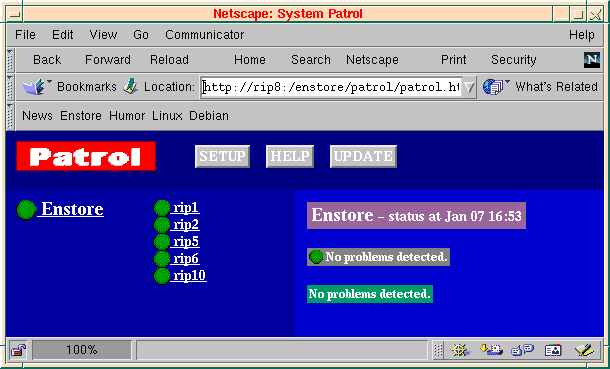 Netscape: System Patrol
File Edit View Go Communicator Help
Back Forward Reload Home Search Netscape Print Security N
Bookmarks Location: http://rip8:/enstore/patrol/patrol.ht What's Related
News Enstore Humor Linux Debian
Patrol SETUP HELP UPDATE
Enstore
rip1
rip2
rip5
rip6
rip10
Enstore – status at Jan 07 16:53
No problems detected.
No problems detected.
100%